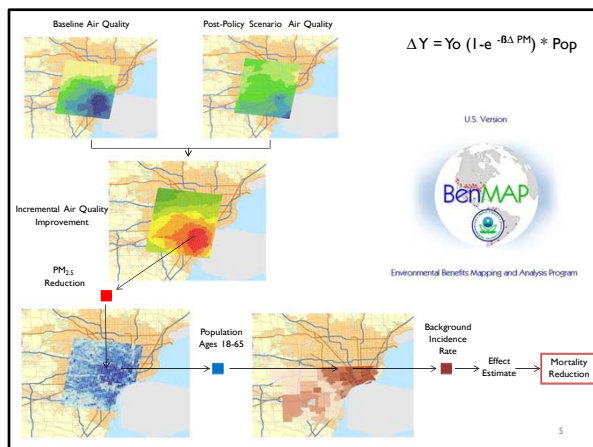 Baseline Air Quality
Post-Policy Scenario Air Quality
ΔY = Yo (1-e -ßΔ PM) * Pop
U.S. Version
BenMAP
Environmental Benefits Mapping and Analysis Program
Incremental Air Quality
Improvement
PM2.5
Reduction
Population
Ages 18-65
Background
Incidence
Rate
Effect
Estimate
Mortality
Reduction
5